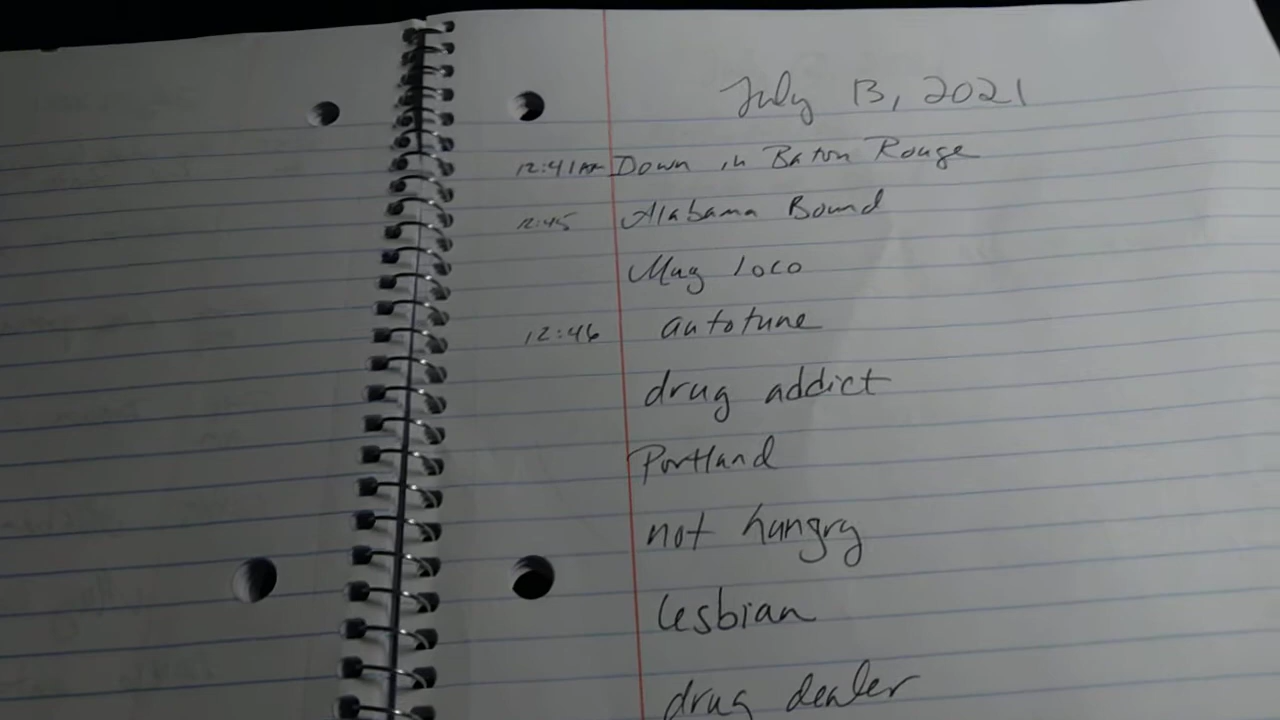 July 13, 2021
12:41AM Down in Baton Rouge
12:45 Alabama Bound
Muy loco
12:46 autotune
drug addict
Portland
not hungry
lesbian
drug dealer